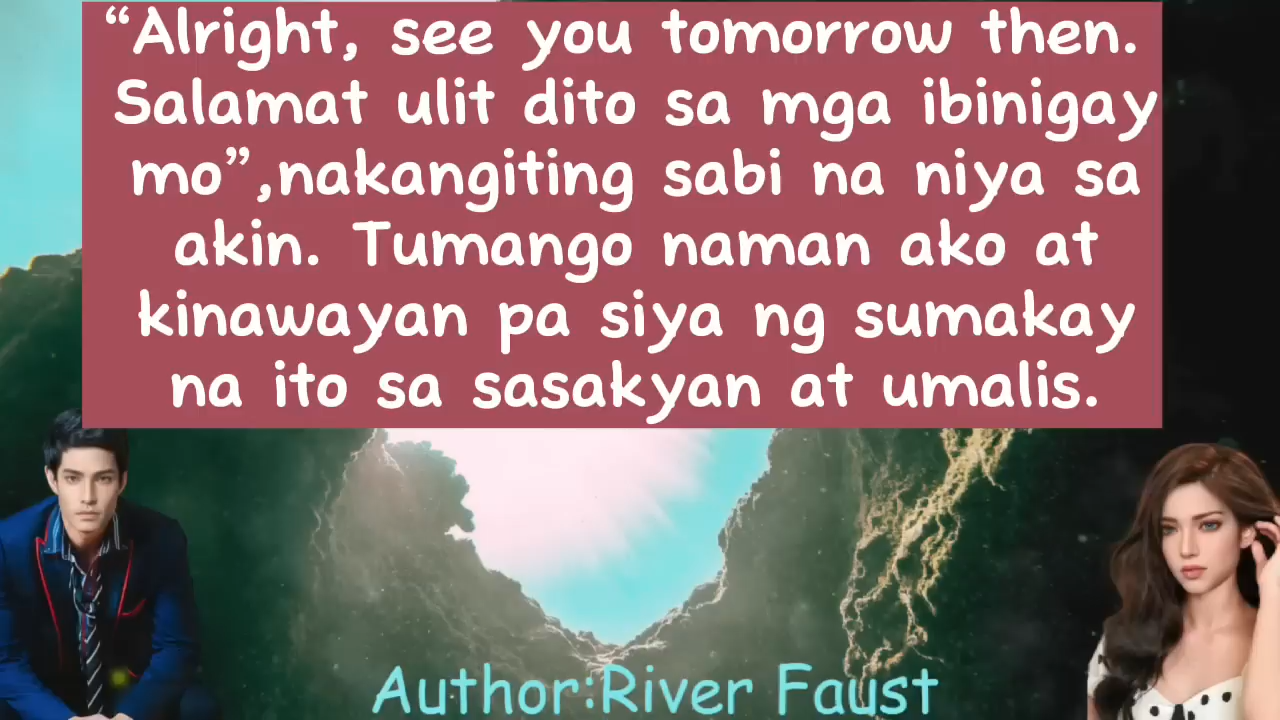 “Alright, see you tomorrow then.
Salamat ulit dito sa mga ibinigay
mo”,nakangiting sabi na niya sa
akin. Tumango naman ako at
kinawayan pa siya ng sumakay
na ito sa sasakyan at umalis.
Author:River Faust